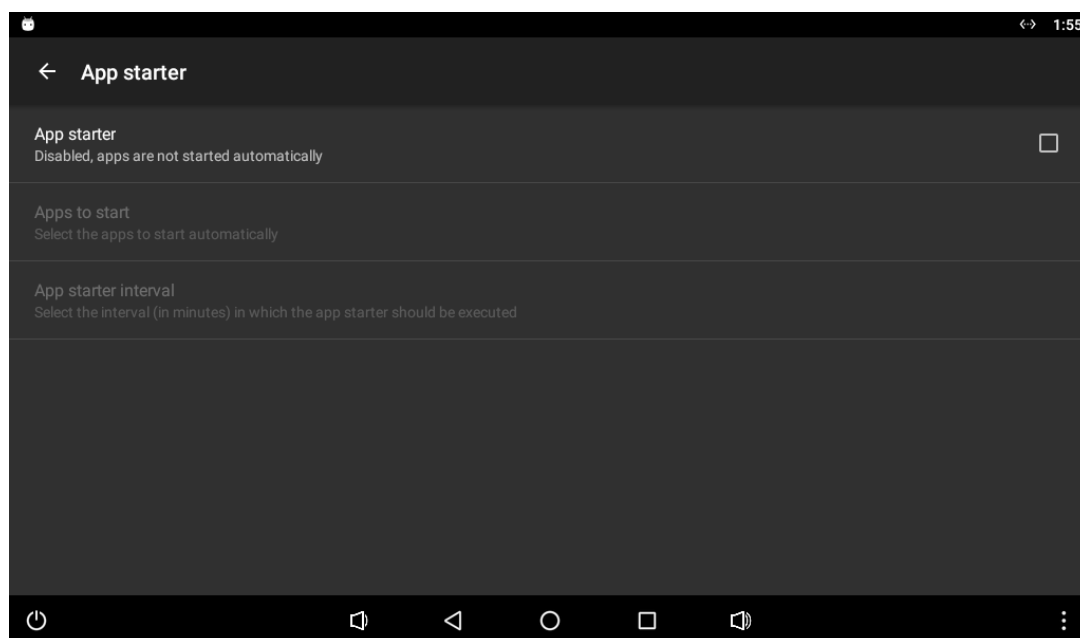 1:55
App starter
App starter
Disabled, apps are not started automatically
Apps to start
Select the apps to start automatically
App starter interval
Select the interval (in minutes) in which the app starter should be executed